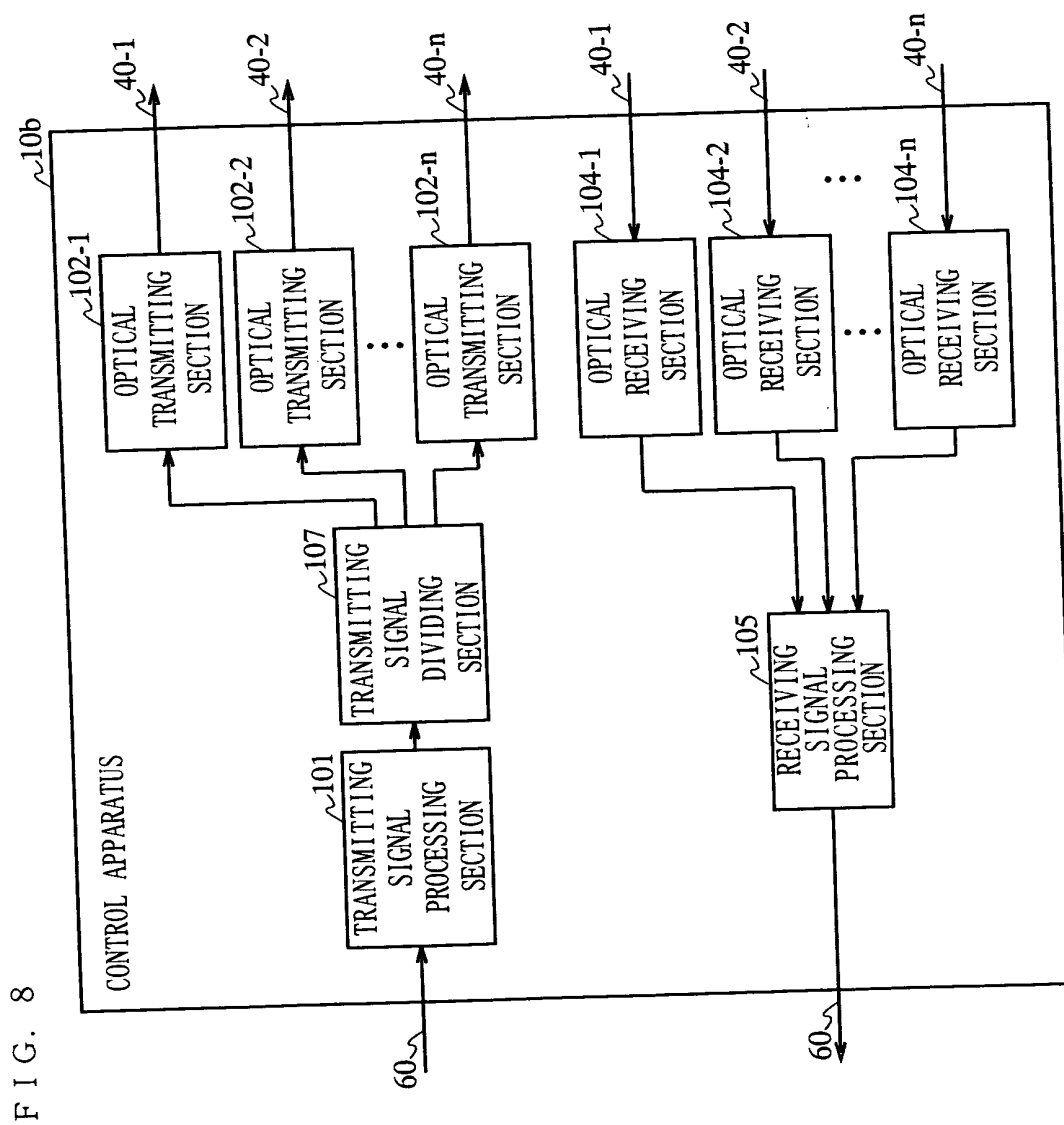 FIG. 8
10b
CONTROL APPARATUS
60
TRANSMITTING
SIGNAL
PROCESSING
SECTION
101
TRANSMITTING
SIGNAL
DIVIDING
SECTION
107
OPTICAL
TRANSMITTING
SECTION
102-1
40-1
OPTICAL
TRANSMITTING
SECTION
102-2
40-2
OPTICAL
TRANSMITTING
SECTION
102-n
40-n
OPTICAL
RECEIVING
SECTION
104-1
40-1
OPTICAL
RECEIVING
SECTION
104-2
40-2
OPTICAL
RECEIVING
SECTION
104-n
40-n
RECEIVING
SIGNAL
PROCESSING
SECTION
105
60